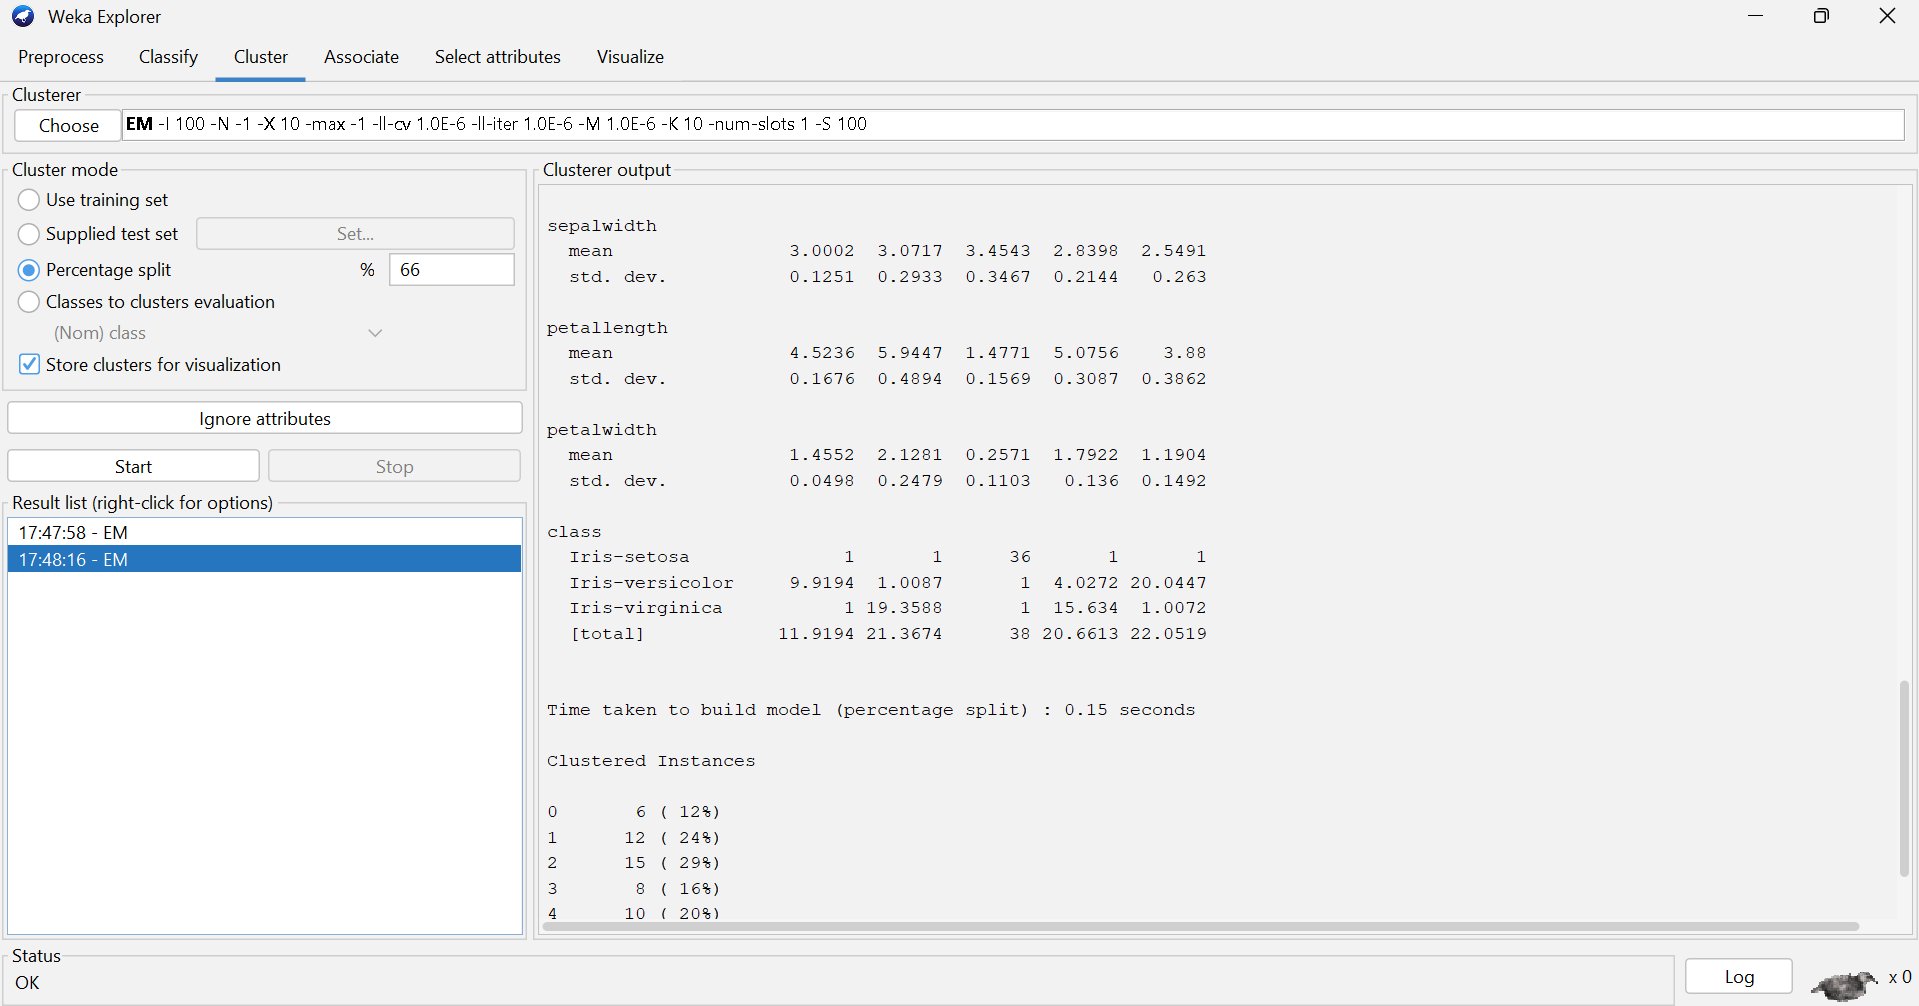 Weka Explorer
Preprocess Classify Cluster Associate Select attributes Visualize
Clusterer
Choose EM -I 100 -N -1 -X 10 -max -1 -ll-cv 1.0E-6 -ll-iter 1.0E-6 -M 1.0E-6 -K 10 -num-slots 1 -S 100
Cluster mode
Use training set
Supplied test set Set...
Percentage split % 66
Classes to clusters evaluation
(Nom) class
Store clusters for visualization
Ignore attributes
Start Stop
Result list (right-click for options)
17:47:58 - EM
17:48:16 - EM
Clusterer output
sepalwidth
mean 3.0002 3.0717 3.4543 2.8398 2.5491
std. dev. 0.1251 0.2933 0.3467 0.2144 0.263
petallength
mean 4.5236 5.9447 1.4771 5.0756 3.88
std. dev. 0.1676 0.4894 0.1569 0.3087 0.3862
petalwidth
mean 1.4552 2.1281 0.2571 1.7922 1.1904
std. dev. 0.0498 0.2479 0.1103 0.136 0.1492
class
Iris-setosa 1 1 36 1 1
Iris-versicolor 9.9194 1.0087 1 4.0272 20.0447
Iris-virginica 1 19.3588 1 15.634 1.0072
[total] 11.9194 21.3674 38 20.6613 22.0519
Time taken to build model (percentage split) : 0.15 seconds
Clustered Instances
0 6 ( 12%)
1 12 ( 24%)
2 15 ( 29%)
3 8 ( 16%)
4 10 ( 20%)
Status
OK
Log x 0